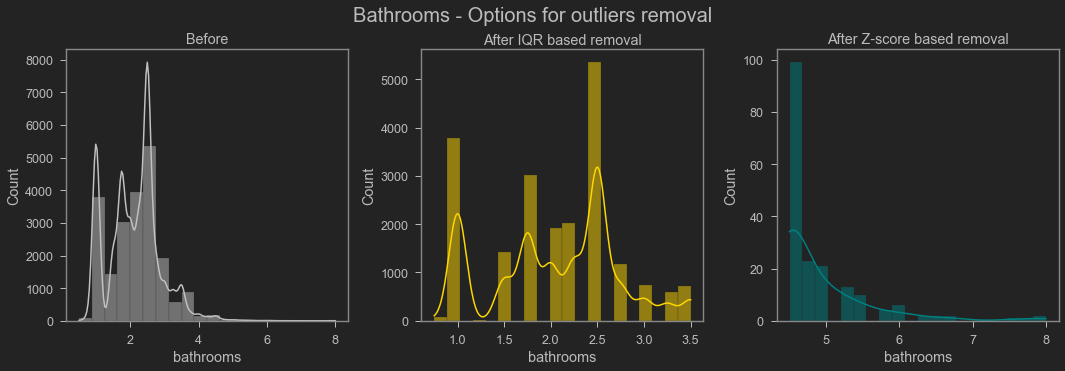 Bathrooms - Options for outliers removal
Before
8000
7000
6000
5000
4000
3000
2000
1000
0
Count
2 4 6 8
bathrooms
After IQR based removal
5000
4000
3000
2000
1000
0
Count
1.0 1.5 2.0 2.5 3.0 3.5
bathrooms
After Z-score based removal
100
80
60
40
20
0
Count
5 6 7 8
bathrooms